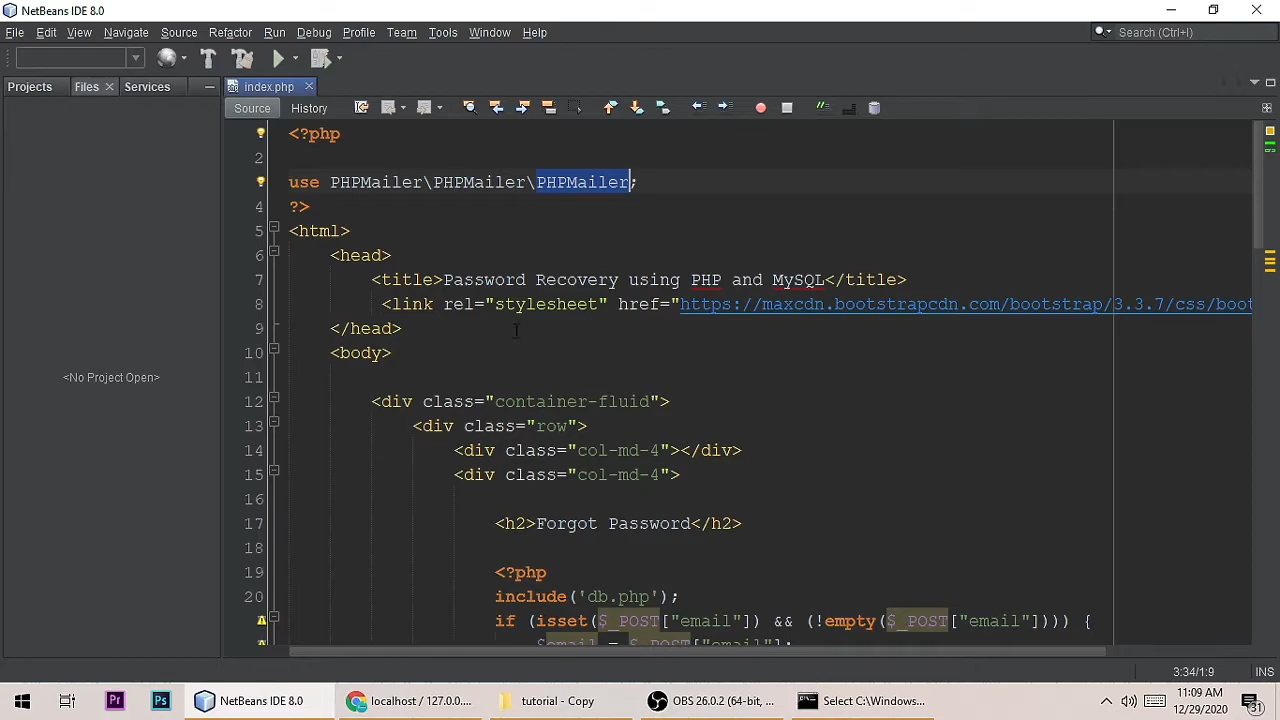 NetBeans IDE 8.0
File Edit View Navigate Source Refactor Run Debug Profile Team Tools Window Help
Search (Ctrl+I)
Projects Files Services index.php
Source History
<?php
2
use PHPMailer\PHPMailer\PHPMailer;
4 ?>
5 <html>
6 <head>
7 <title>Password Recovery using PHP and MySQL</title>
8 <link rel="stylesheet" href="https://maxcdn.bootstrapcdn.com/bootstrap/3.3.7/css/boot
9 </head>
10 <body>
11
12 <div class="container-fluid">
13 <div class="row">
14 <div class="col-md-4"></div>
15 <div class="col-md-4">
16
17 <h2>Forgot Password</h2>
18
19 <?php
20 include('db.php');
if (isset($_POST["email"]) && (!empty($_POST["email"]))) {
$email = $_POST["email"];
<No Project Open>
3:34/1:9 INS
NetBeans IDE 8.0
localhost / 127.0.0...
tutorials - Copy
OBS 26.0.2 (64-bit, ...
Select C:\Windows...
11:09 AM
12/29/2020
31